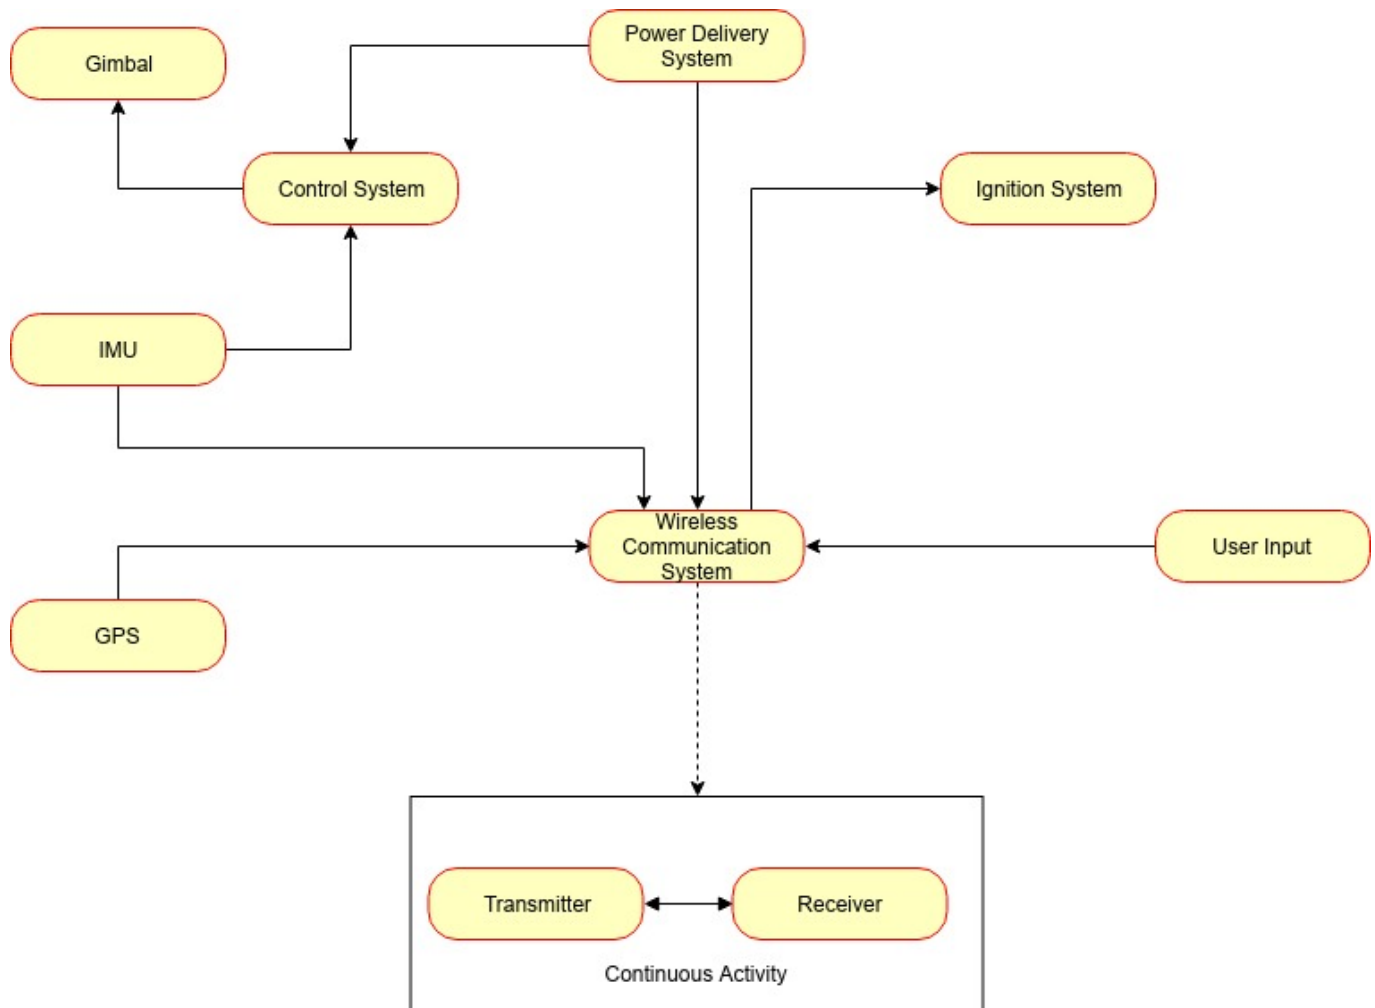 Power Delivery
System
Gimbal
Control System
Ignition System
IMU
Wireless
Communication
System
User Input
GPS
Transmitter
Receiver
Continuous Activity